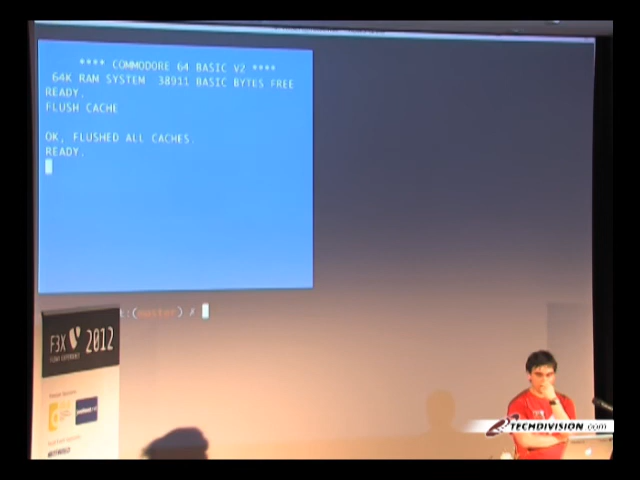 **** COMMODORE 64 BASIC V2 ****
64K RAM SYSTEM 38911 BASIC BYTES FREE
READY.
FLUSH CACHE
OK, FLUSHED ALL CACHES.
READY.
t:(master) ✗
F3X 2012
TECHDIVISION.com